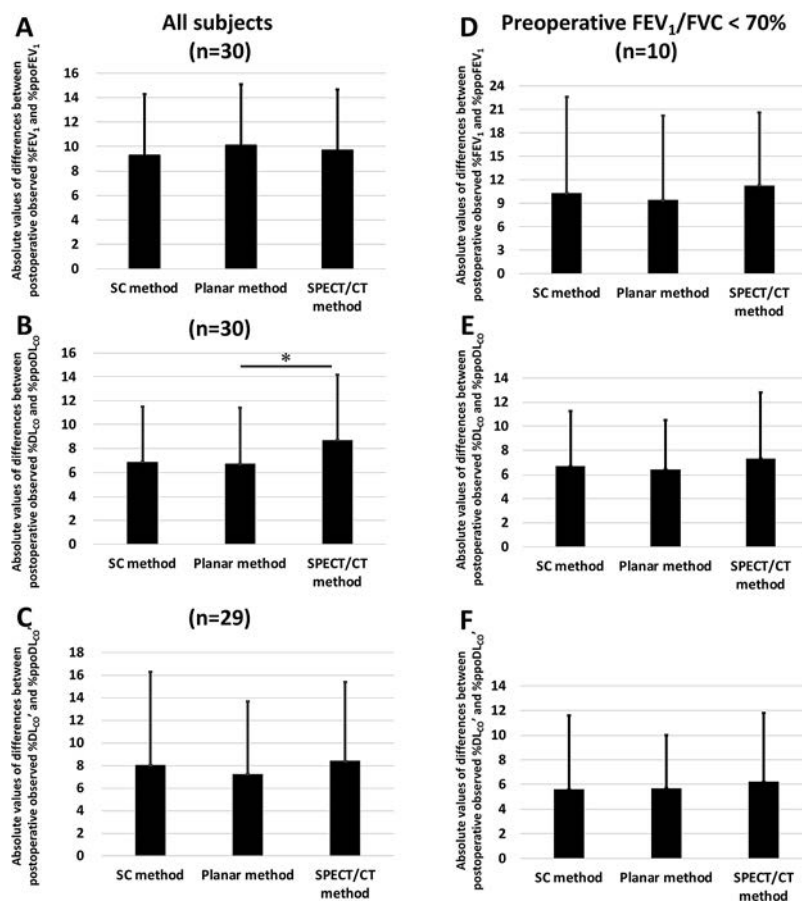 A
All subjects
(n=30)
Absolute values of differences between
postoperative observed %FEV₁ and %ppoFEV₁
16
14
12
10
8
6
4
2
0
SC method
Planar method
SPECT/CT
method
B
(n=30)
Absolute values of differences between
postoperative observed %DL_CO and %ppoDL_CO
16
14
12
10
8
6
4
2
0
*
SC method
Planar method
SPECT/CT
method
C
(n=29)
Absolute values of differences between
postoperative observed %DL_CO' and %ppoDL_CO'
18
16
14
12
10
8
6
4
2
0
SC method
Planar method
SPECT/CT
method
D
Preoperative FEV₁/FVC < 70%
(n=10)
Absolute values of differences between
postoperative observed %FEV₁ and %ppoFEV₁
24
21
18
15
12
9
6
3
0
SC method
Planar method
SPECT/CT
method
E
Absolute values of differences between
postoperative observed %DL_CO and %ppoDL_CO
14
12
10
8
6
4
2
0
SC method
Planar method
SPECT/CT
method
F
Absolute values of differences between
postoperative observed %DL_CO' and %ppoDL_CO'
14
12
10
8
6
4
2
0
SC method
Planar method
SPECT/CT
method